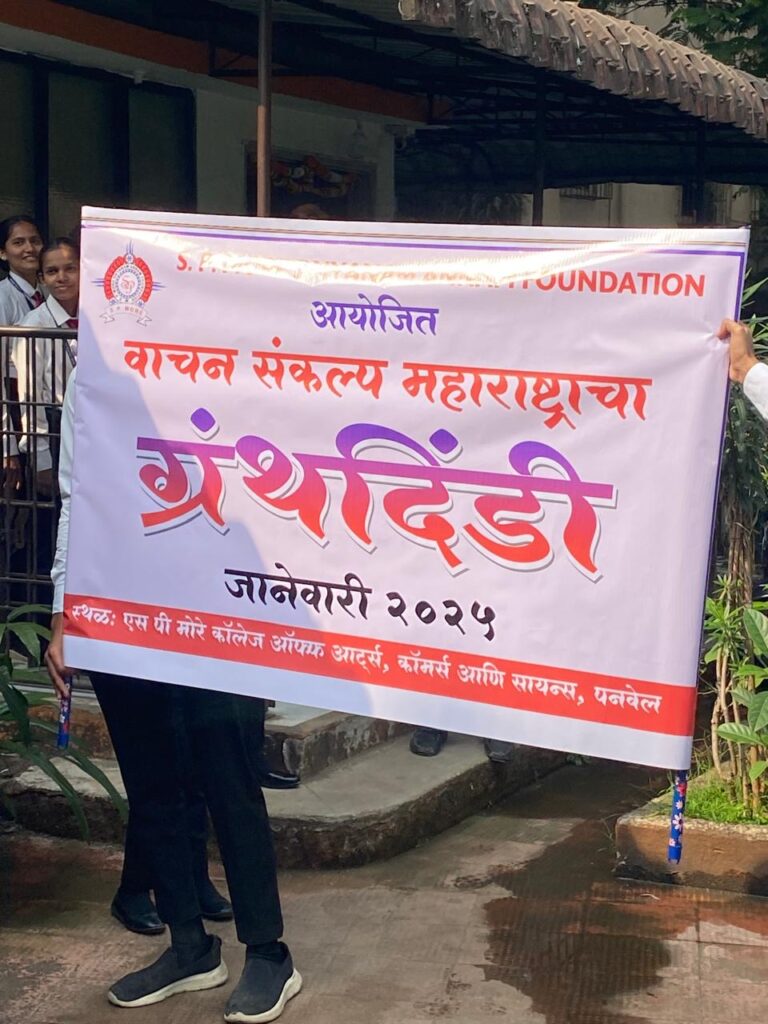 FOUNDATION
आयोजित
वाचन संकल्प महाराष्ट्राचा
ग्रंथदिंडी
जानेवारी २०२५
स्थळ: एस पी मोरे कॉलेज ऑफ्फ आर्ट्स, कॉमर्स आणि सायन्स, पनवेल